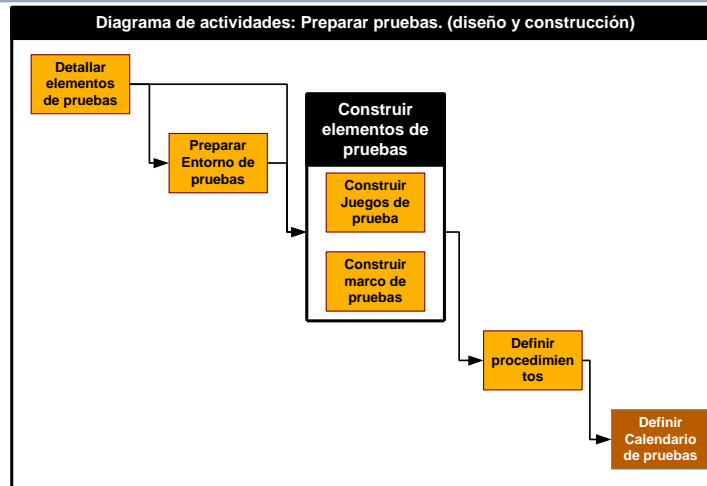 Diagrama de actividades: Preparar pruebas. (diseño y construcción)
Detallar
elementos
de pruebas
Preparar
Entorno de
pruebas
Construir
elementos de
pruebas
Construir
Juegos de
prueba
Construir
marco de
pruebas
Definir
procedimien
tos
Definir
Calendario
de pruebas